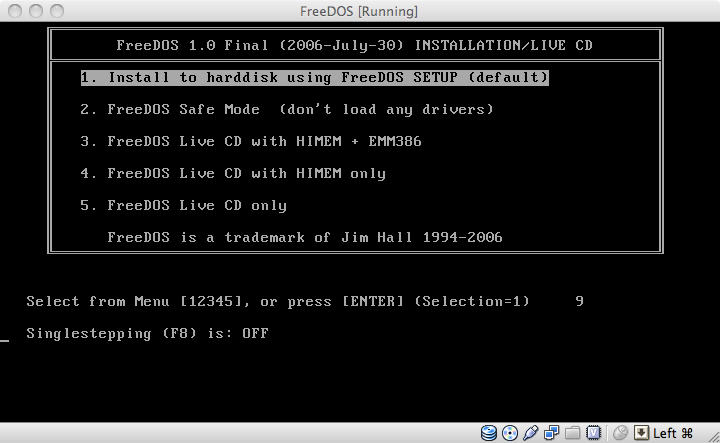 FreeDOS [Running]
FreeDOS 1.0 Final (2006-July-30) INSTALLATION/LIVE CD
1. Install to harddisk using FreeDOS SETUP (default)
2. FreeDOS Safe Mode (don't load any drivers)
3. FreeDOS Live CD with HIMEM + EMM386
4. FreeDOS Live CD with HIMEM only
5. FreeDOS Live CD only
FreeDOS is a trademark of Jim Hall 1994-2006
Select from Menu [12345], or press [ENTER] (Selection=1) 9
Singlestepping (F8) is: OFF
Left ⌘